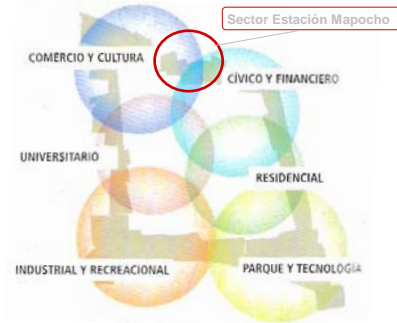 Sector Estación Mapocho
COMERCIO Y CULTURA
CÍVICO Y FINANCIERO
UNIVERSITARIO
RESIDENCIAL
INDUSTRIAL Y RECREACIONAL
PARQUE Y TECNOLOGÍA